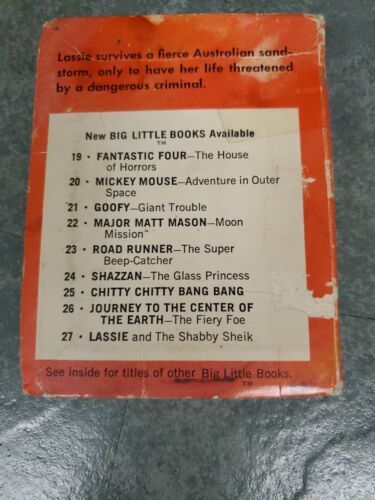 Lassie survives a fierce Australian sand-
storm, only to have her life threatened
by a dangerous criminal.
New BIG LITTLE BOOKS Available
TM
19 • FANTASTIC FOUR—The House
of Horrors
20 • MICKEY MOUSE—Adventure in Outer
Space
21 • GOOFY—Giant Trouble
22 • MAJOR MATT MASON—Moon
Mission"
23 • ROAD RUNNER—The Super
Beep-Catcher
24 • SHAZZAN—The Glass Princess
25 • CHITTY CHITTY BANG BANG
26 • JOURNEY TO THE CENTER OF
THE EARTH—The Fiery Foe
27 • LASSIE and The Shabby Sheik
See inside for titles of other Big Little Books.
TM